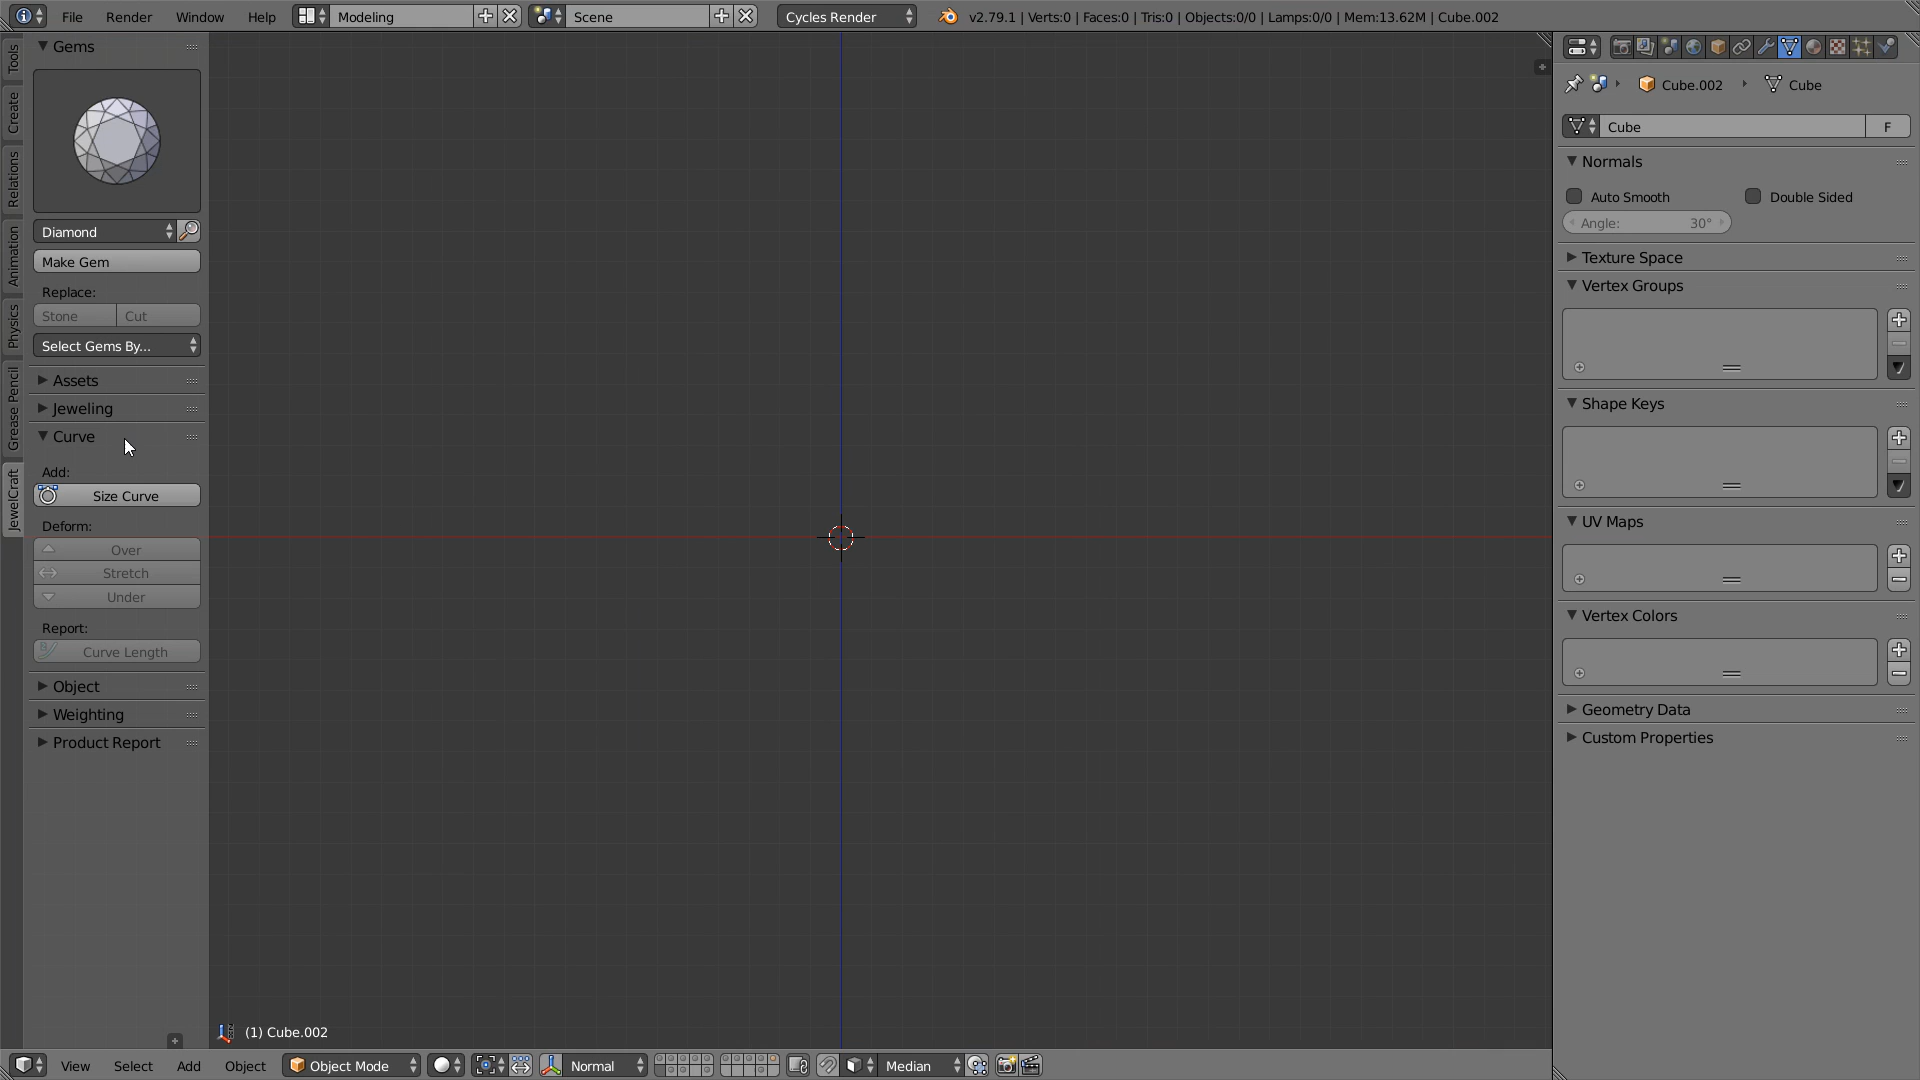 File Render Window Help Modeling Scene Cycles Render v2.79.1 | Verts:0 | Faces:0 | Tris:0 | Objects:0/0 | Lamps:0/0 | Mem:13.62M | Cube.002
Tools
Create
Relations
Animation
Physics
Grease Pencil
JewelCraft
Gems
Diamond
Make Gem
Replace:
Stone Cut
Select Gems By...
Assets
Jeweling
Curve
Add:
Size Curve
Deform:
Over
Stretch
Under
Report:
Curve Length
Object
Weighting
Product Report
(1) Cube.002
View Select Add Object Object Mode Normal Median
Cube.002 Cube
Cube F
Normals
Auto Smooth Double Sided
Angle: 30°
Texture Space
Vertex Groups
Shape Keys
UV Maps
Vertex Colors
Geometry Data
Custom Properties